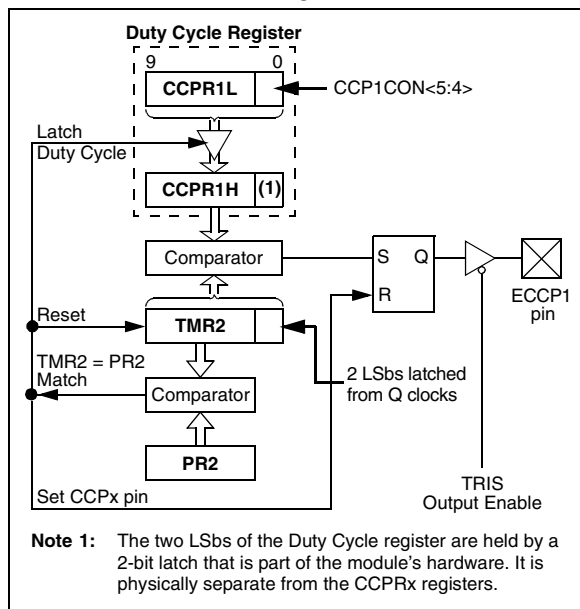 Duty Cycle Register
9 0
CCPR1L
CCP1CON<5:4>
Latch
Duty Cycle
CCPR1H (1)
Comparator
S Q
R
ECCP1
pin
Reset
TMR2
TMR2 = PR2
Match
2 LSbs latched
from Q clocks
Comparator
PR2
Set CCPx pin
TRIS
Output Enable
Note 1: The two LSbs of the Duty Cycle register are held by a
2-bit latch that is part of the module's hardware. It is
physically separate from the CCPRx registers.